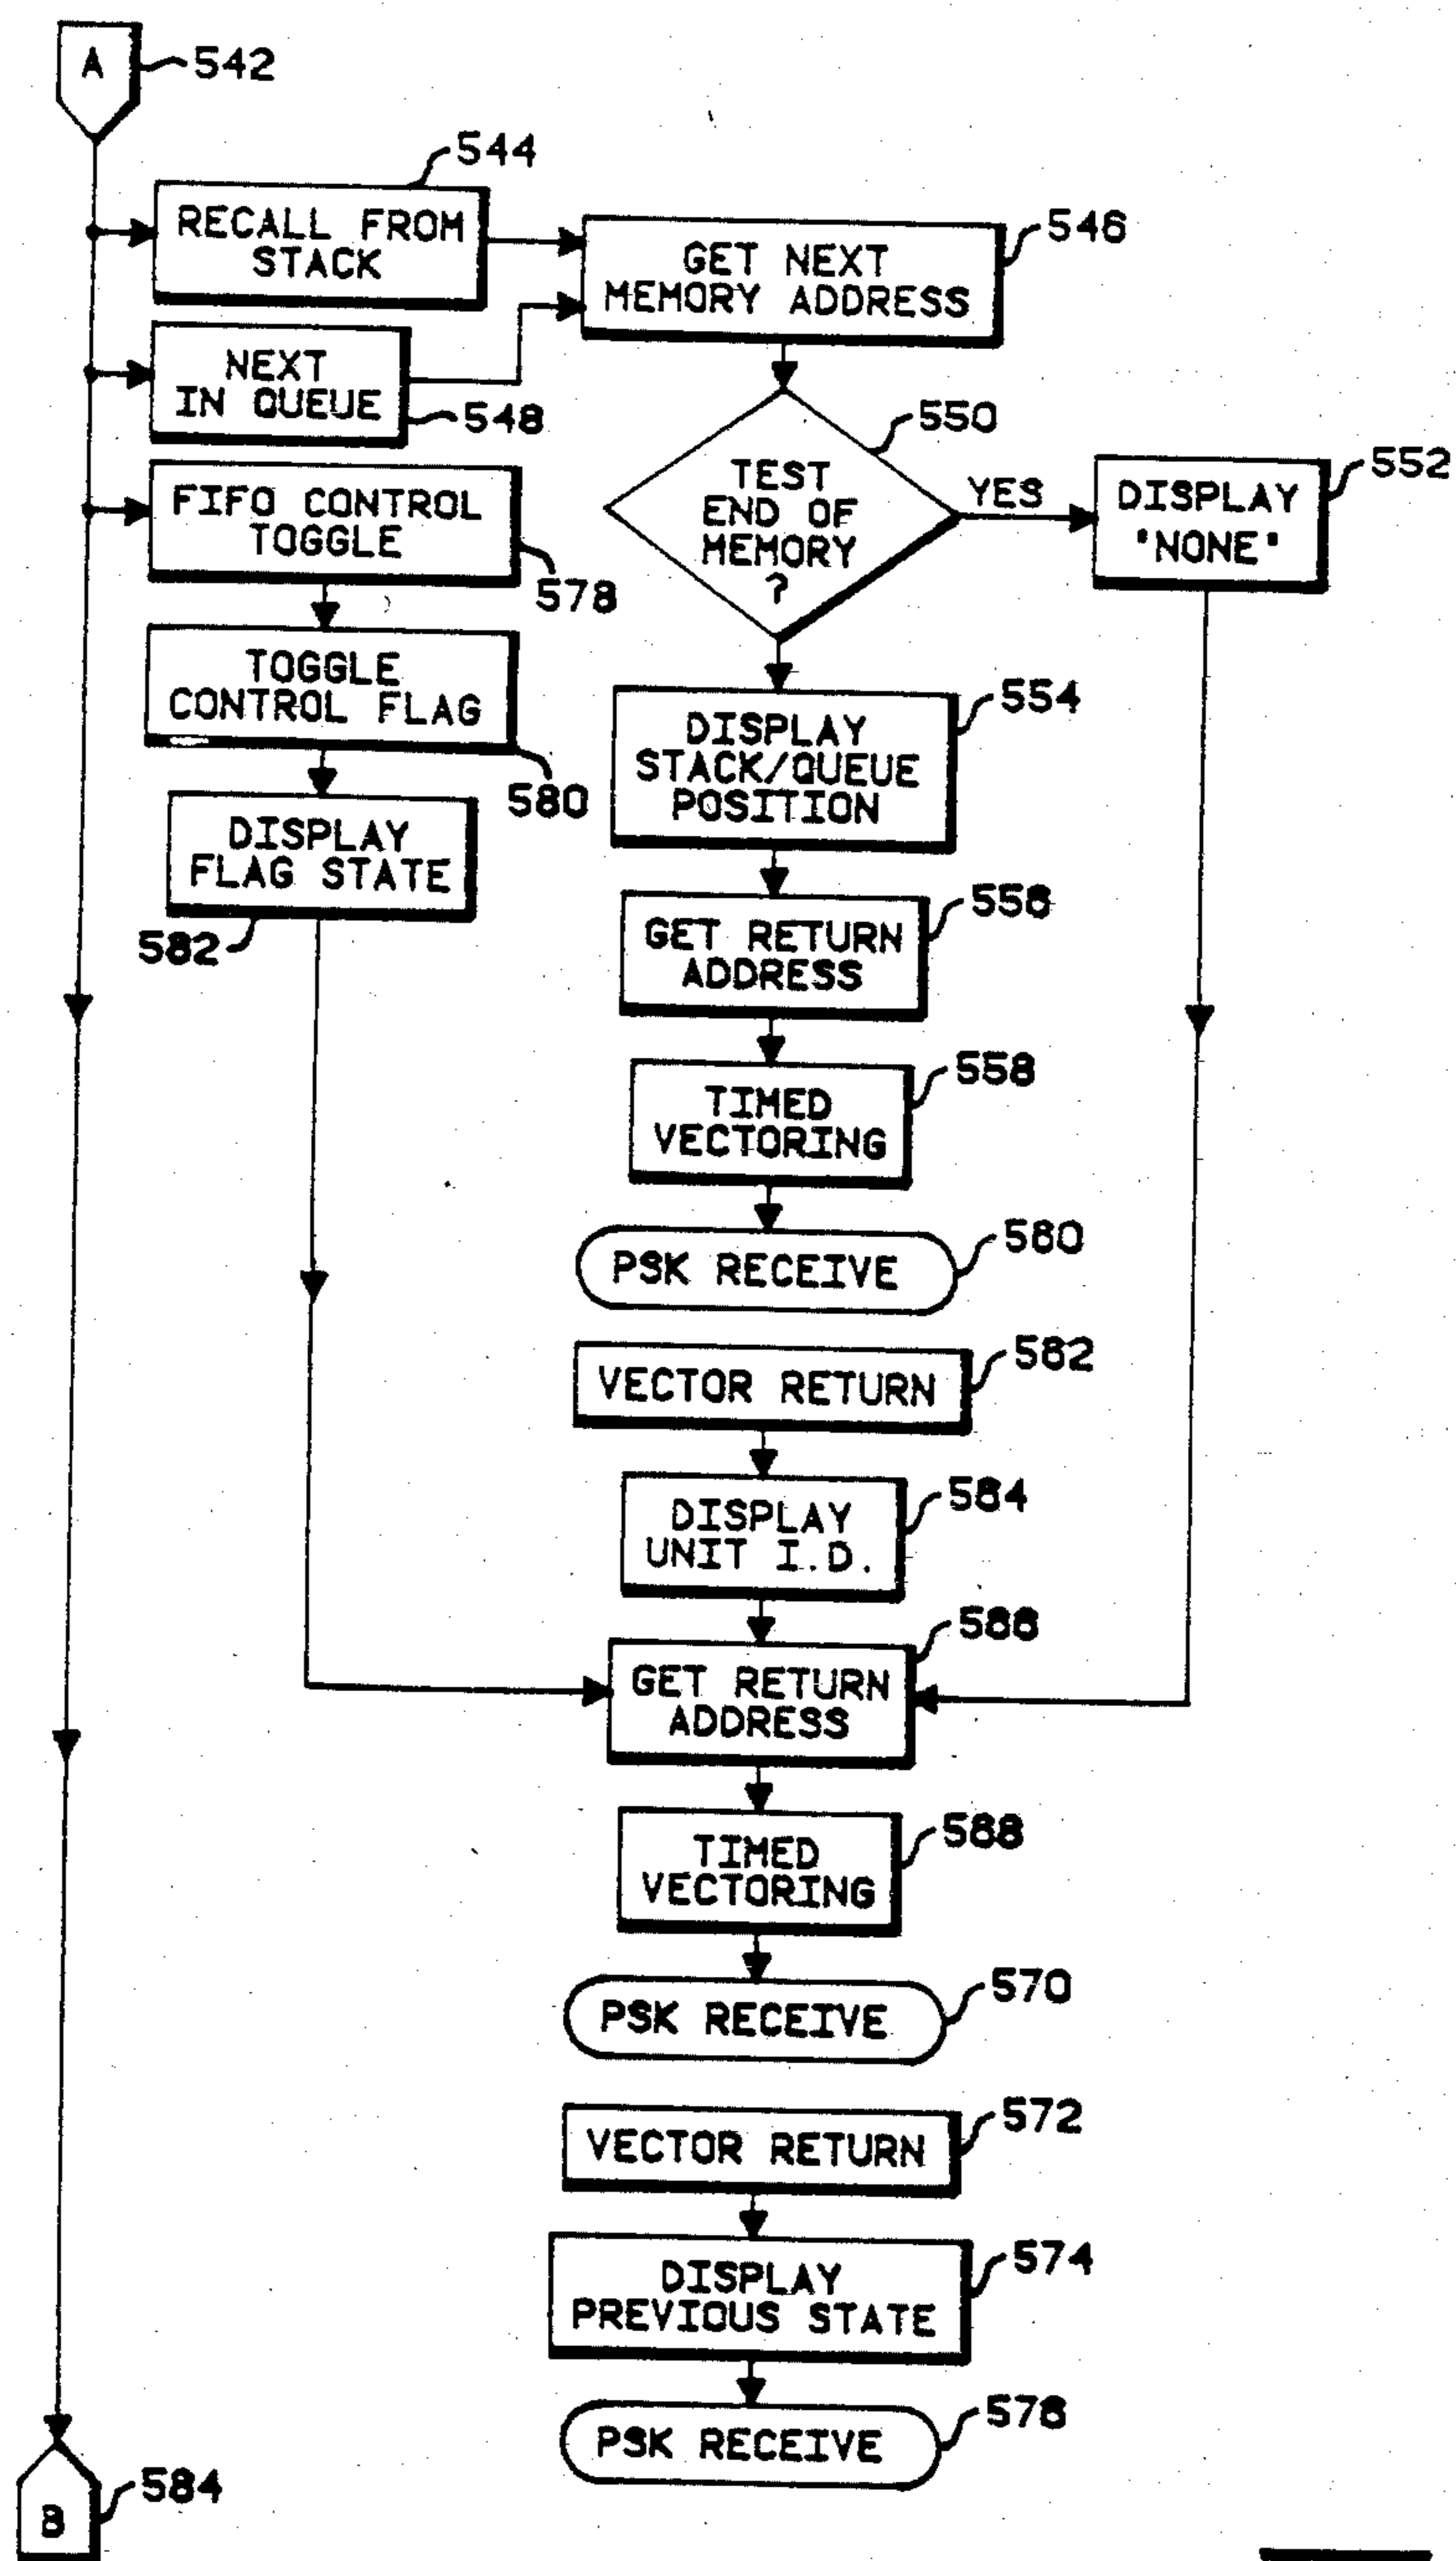 A
542
544
RECALL FROM
STACK
546
GET NEXT
MEMORY ADDRESS
NEXT
IN QUEUE
548
550
TEST
END OF
MEMORY
?
YES
552
DISPLAY
"NONE"
FIFO CONTROL
TOGGLE
578
TOGGLE
CONTROL FLAG
580
DISPLAY
FLAG STATE
582
554
DISPLAY
STACK/QUEUE
POSITION
556
GET RETURN
ADDRESS
558
TIMED
VECTORING
560
PSK RECEIVE
562
VECTOR RETURN
564
DISPLAY
UNIT I.D.
566
GET RETURN
ADDRESS
568
TIMED
VECTORING
570
PSK RECEIVE
572
VECTOR RETURN
574
DISPLAY
PREVIOUS STATE
576
PSK RECEIVE
584
B